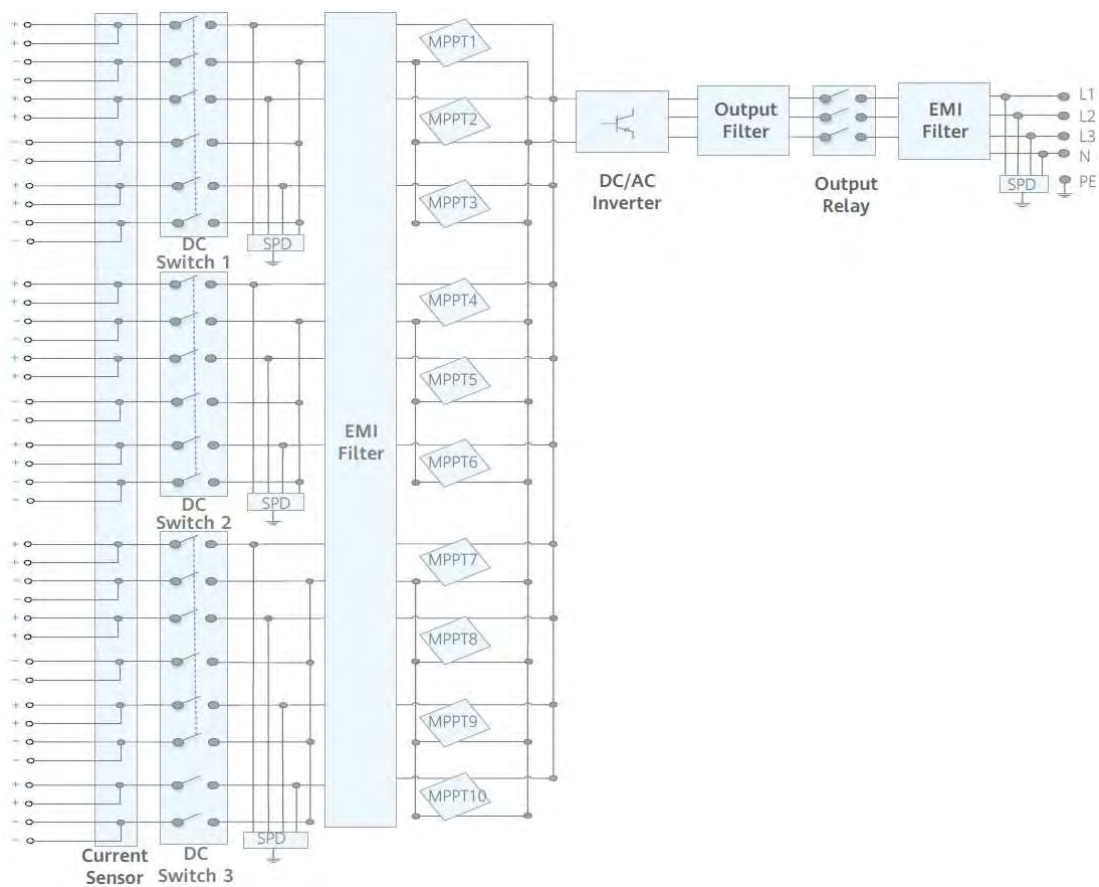 +
+
−
−
+
+
−
−
+
+
−
−
DC
Switch 1
SPD
MPPT1
MPPT2
MPPT3
DC/AC
Inverter
Output
Filter
Output
Relay
EMI
Filter
L1
L2
L3
N
PE
SPD
+
+
−
−
+
+
−
−
+
+
−
−
DC
Switch 2
SPD
EMI
Filter
MPPT4
MPPT5
MPPT6
+
+
−
−
+
+
−
−
+
+
−
−
+
+
−
−
Current
Sensor
DC
Switch 3
SPD
MPPT7
MPPT8
MPPT9
MPPT10